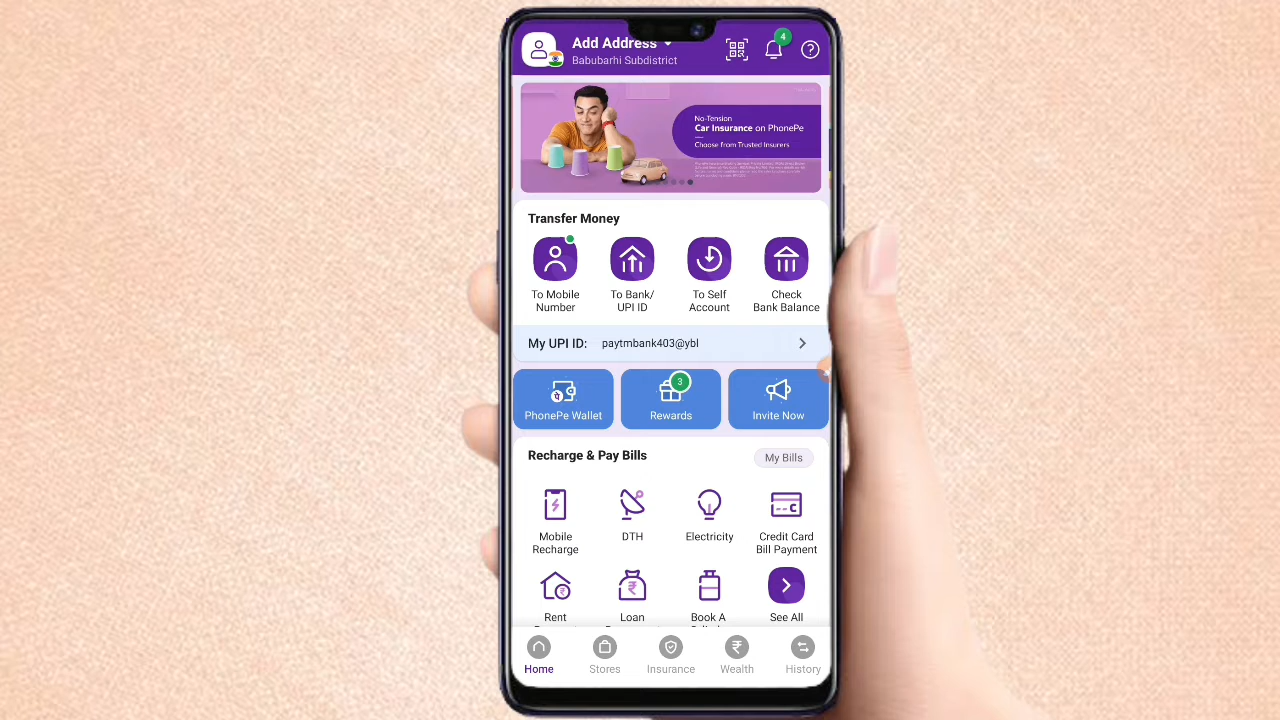 Add Address
Babubarhi Subdistrict
4
No-Tension
Car Insurance on PhonePe
Choose from Trusted Insurers
Transfer Money
To Mobile
Number
To Bank/
UPI ID
To Self
Account
Check
Bank Balance
My UPI ID: paytmbank403@ybl
PhonePe Wallet
3
Rewards
Invite Now
Recharge & Pay Bills
My Bills
Mobile
Recharge
DTH
Electricity
Credit Card
Bill Payment
Rent
Loan
Book A
See All
Home
Stores
Insurance
Wealth
History